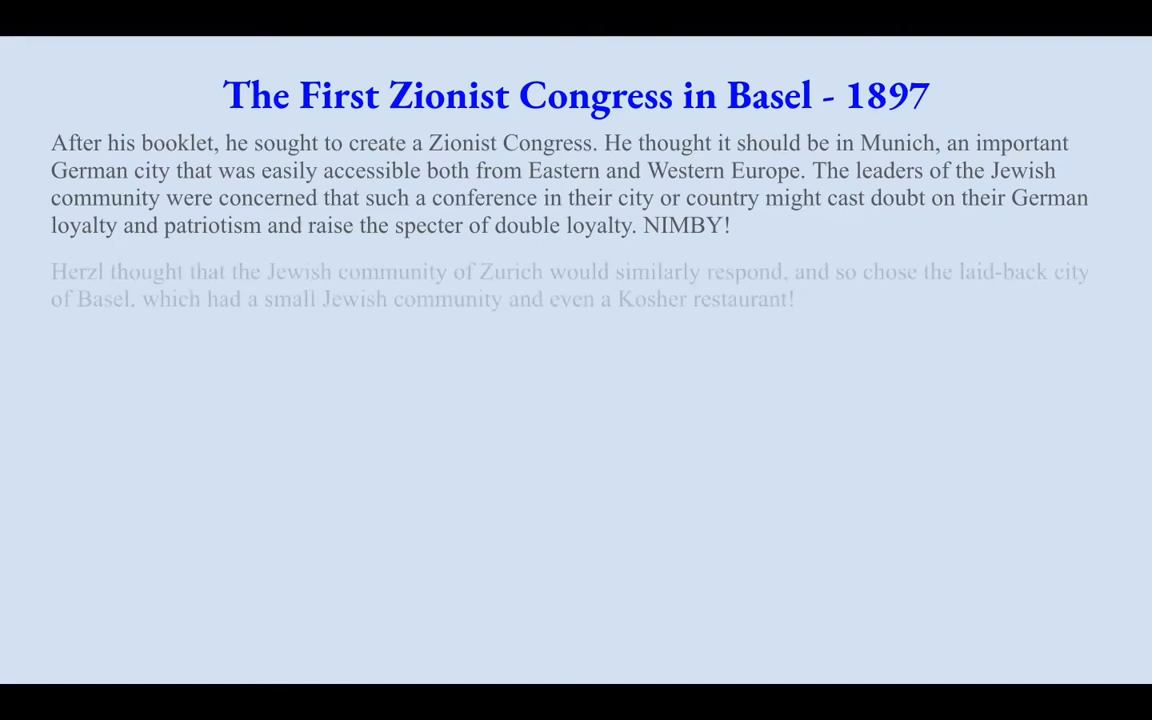 The First Zionist Congress in Basel - 1897
After his booklet, he sought to create a Zionist Congress. He thought it should be in Munich, an important
German city that was easily accessible both from Eastern and Western Europe. The leaders of the Jewish
community were concerned that such a conference in their city or country might cast doubt on their German
loyalty and patriotism and raise the specter of double loyalty. NIMBY!
Herzl thought that the Jewish community of Zurich would similarly respond, and so chose the laid-back city
of Basel, which had a small Jewish community and even a Kosher restaurant!